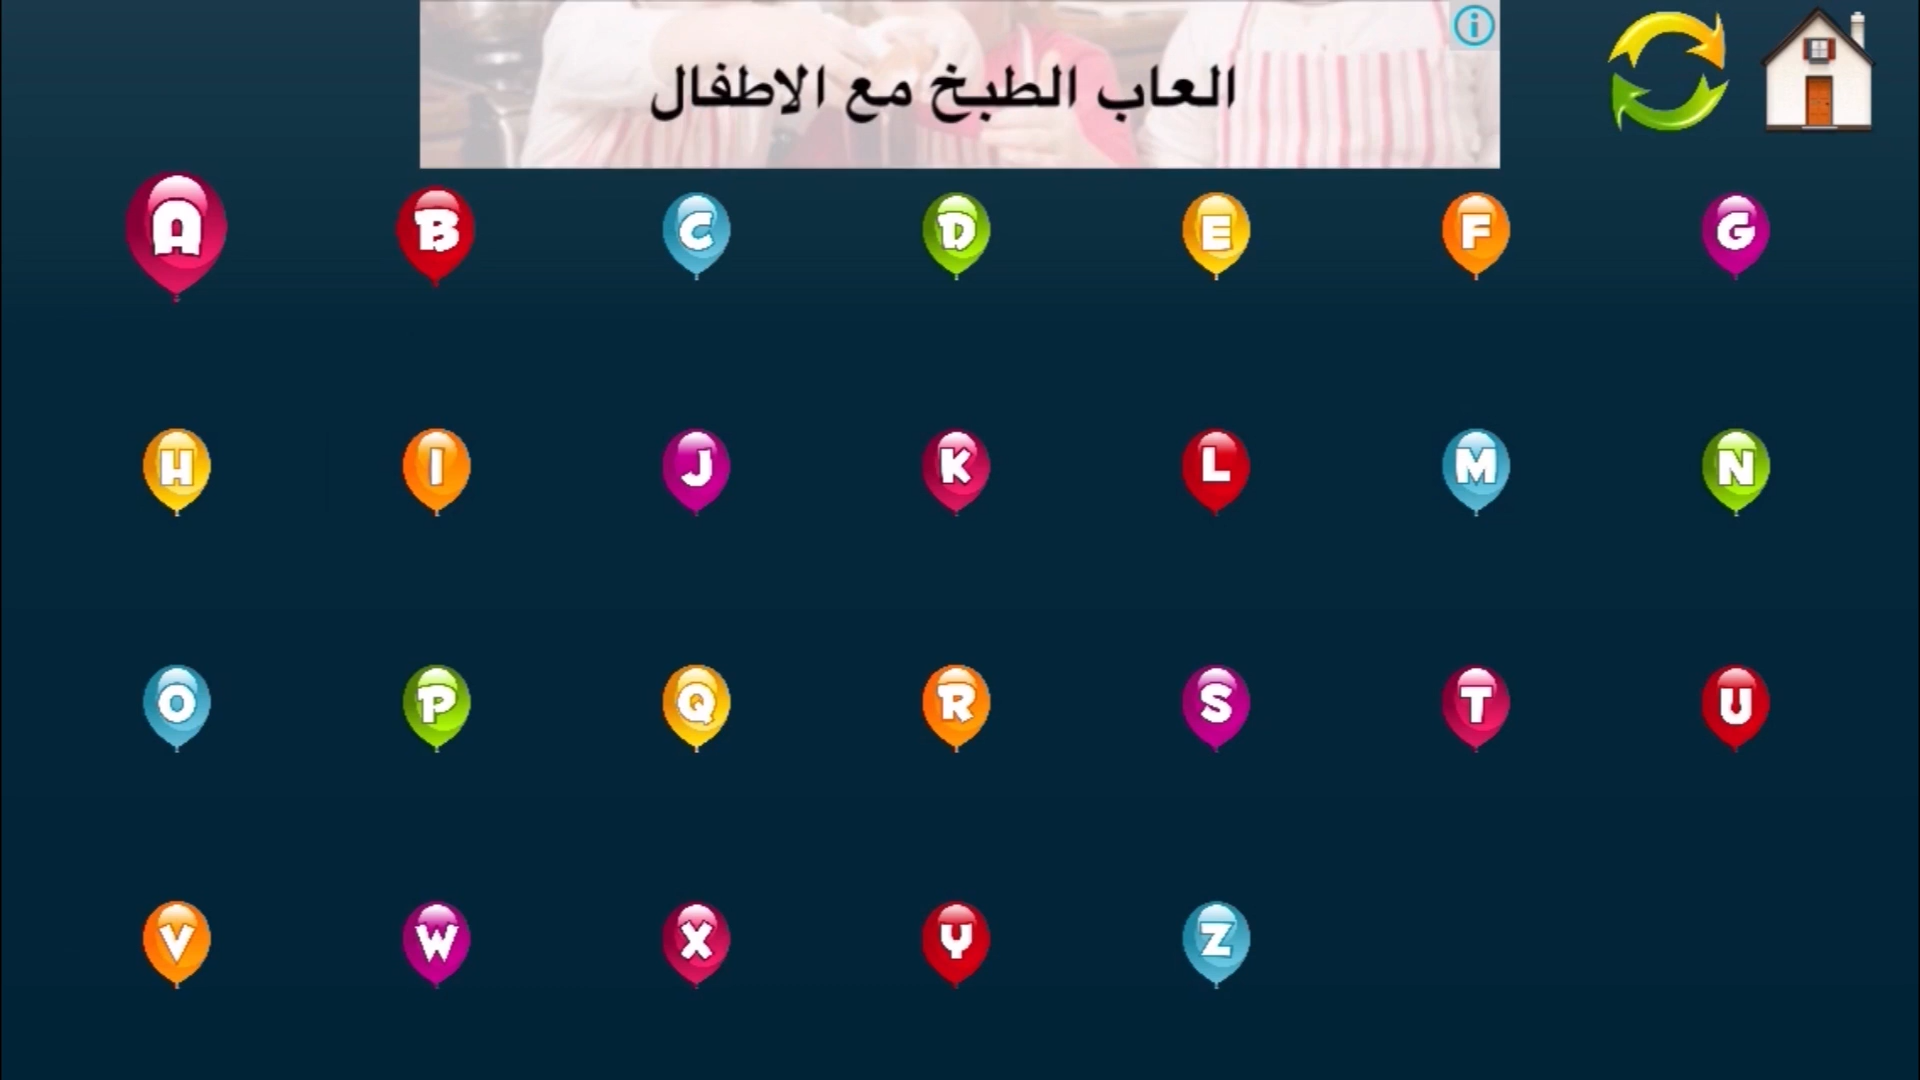 العاب الطبخ مع الاطفال
A B C D E F G
H I J K L M N
O P Q R S T U
V W X Y Z